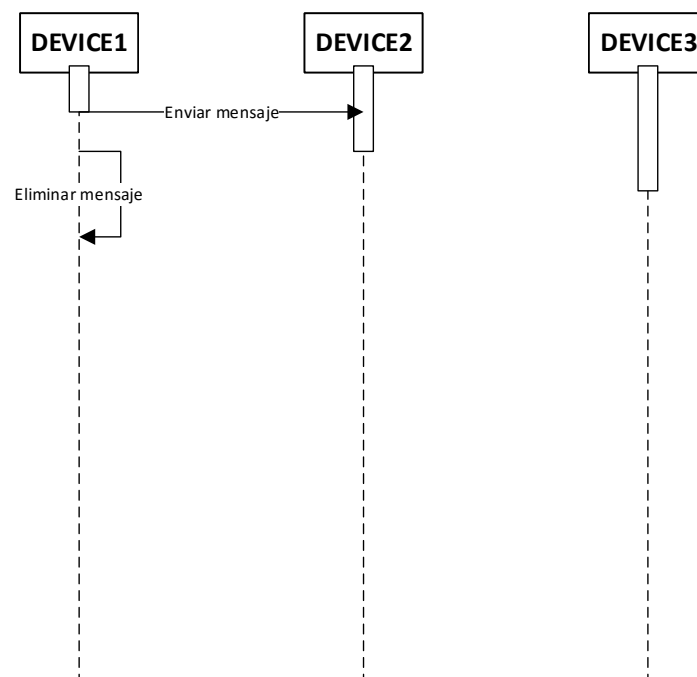 DEVICE1
DEVICE2
DEVICE3
Enviar mensaje
Eliminar mensaje